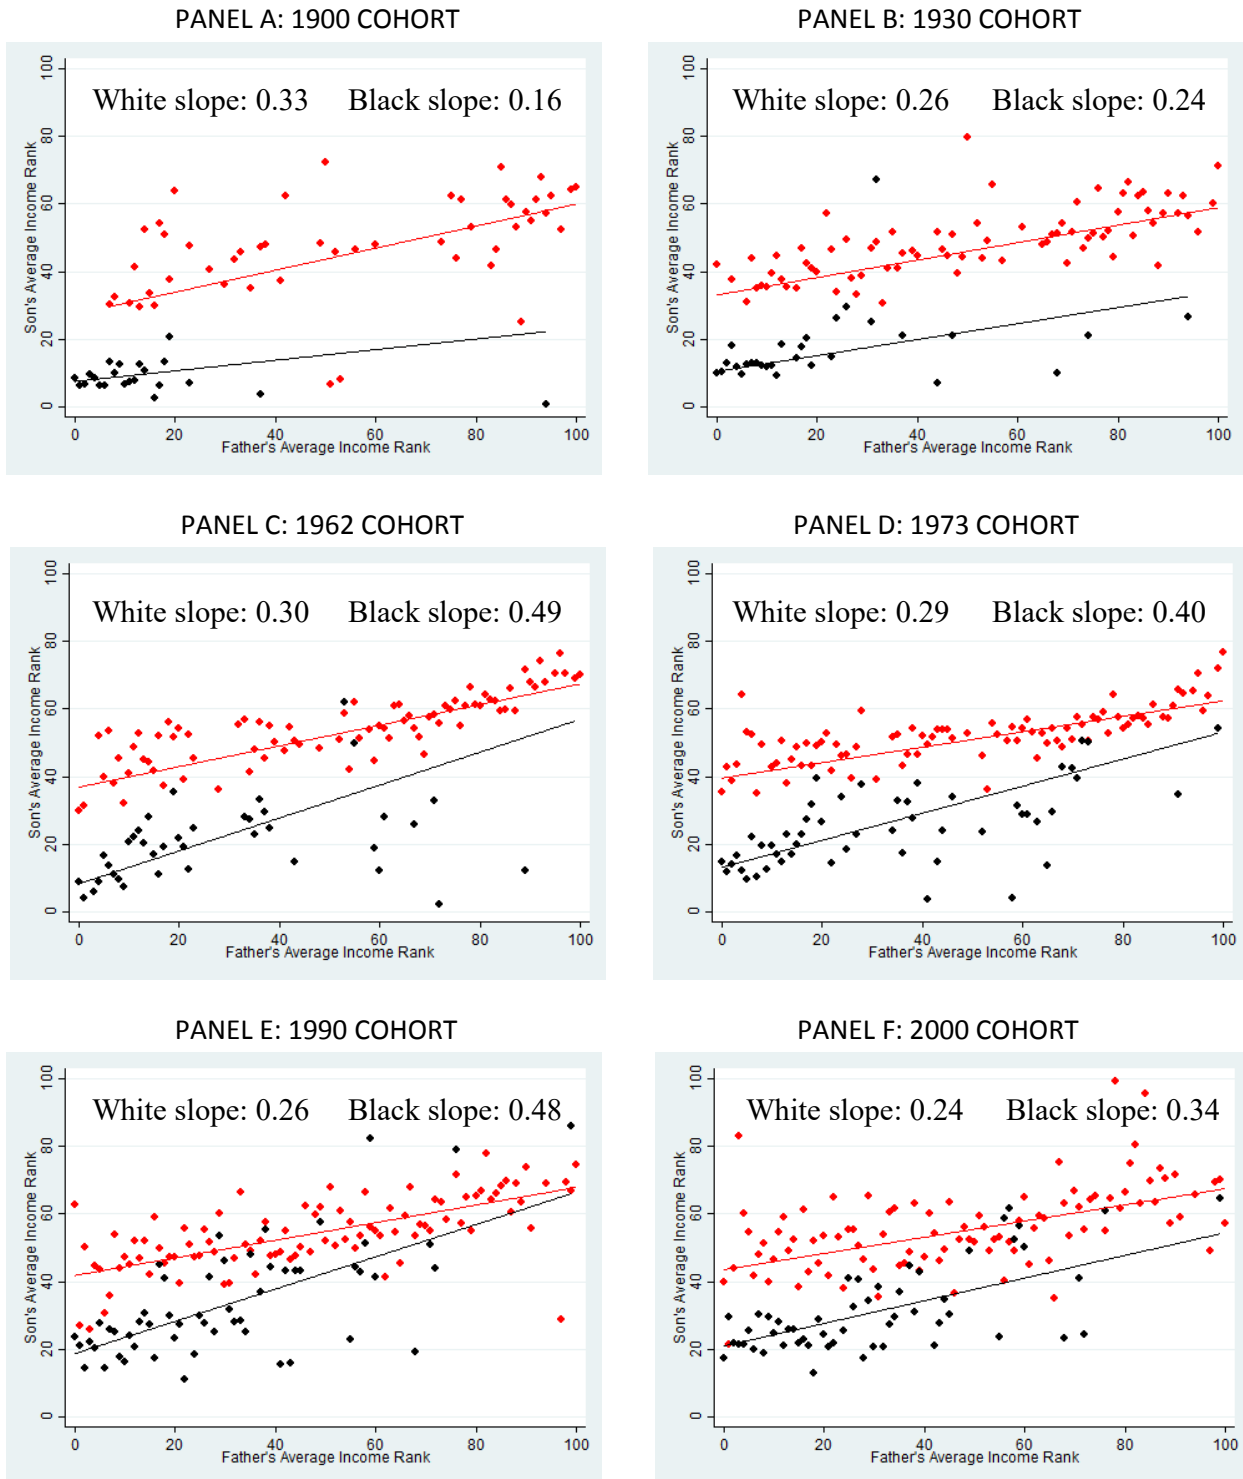 PANEL A: 1900 COHORT
White slope: 0.33 Black slope: 0.16
Son's Average Income Rank
100
80
60
40
20
0
0 20 40 60 80 100
Father's Average Income Rank
PANEL B: 1930 COHORT
White slope: 0.26 Black slope: 0.24
Son's Average Income Rank
100
80
60
40
20
0
0 20 40 60 80 100
Father's Average Income Rank
PANEL C: 1962 COHORT
White slope: 0.30 Black slope: 0.49
Son's Average Income Rank
100
80
60
40
20
0
0 20 40 60 80 100
Father's Average Income Rank
PANEL D: 1973 COHORT
White slope: 0.29 Black slope: 0.40
Son's Average Income Rank
100
80
60
40
20
0
0 20 40 60 80 100
Father's Average Income Rank
PANEL E: 1990 COHORT
White slope: 0.26 Black slope: 0.48
Son's Average Income Rank
100
80
60
40
20
0
0 20 40 60 80 100
Father's Average Income Rank
PANEL F: 2000 COHORT
White slope: 0.24 Black slope: 0.34
Son's Average Income Rank
100
80
60
40
20
0
0 20 40 60 80 100
Father's Average Income Rank